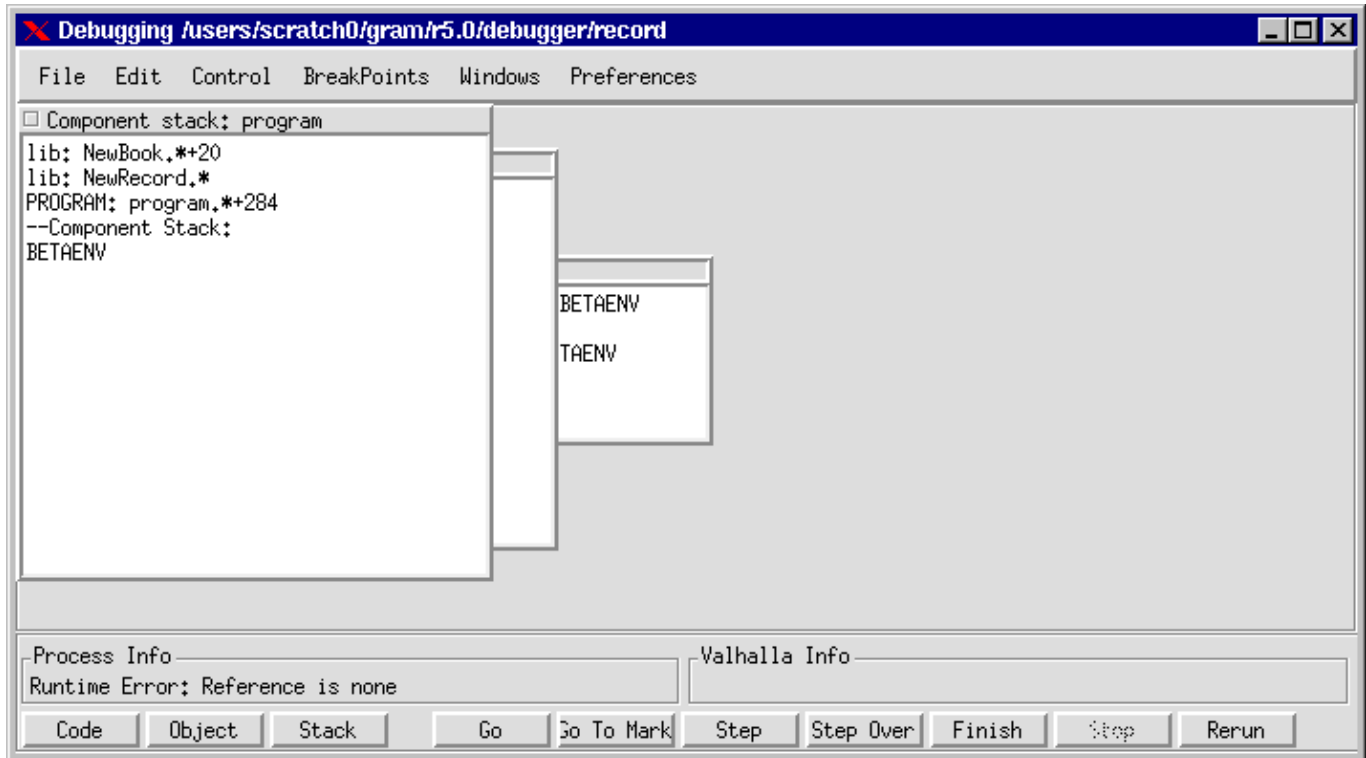 Debugging /users/scratch0/gram/r5.0/debugger/record
File Edit Control BreakPoints Windows Preferences
Component stack: program
lib: NewBook.*+20
lib: NewRecord.*
PROGRAM: program.*+284
--Component Stack:
BETAENV
BETAENV
TAENV
Process Info
Runtime Error: Reference is none
Valhalla Info
Code Object Stack Go Go To Mark Step Step Over Finish Stop Rerun